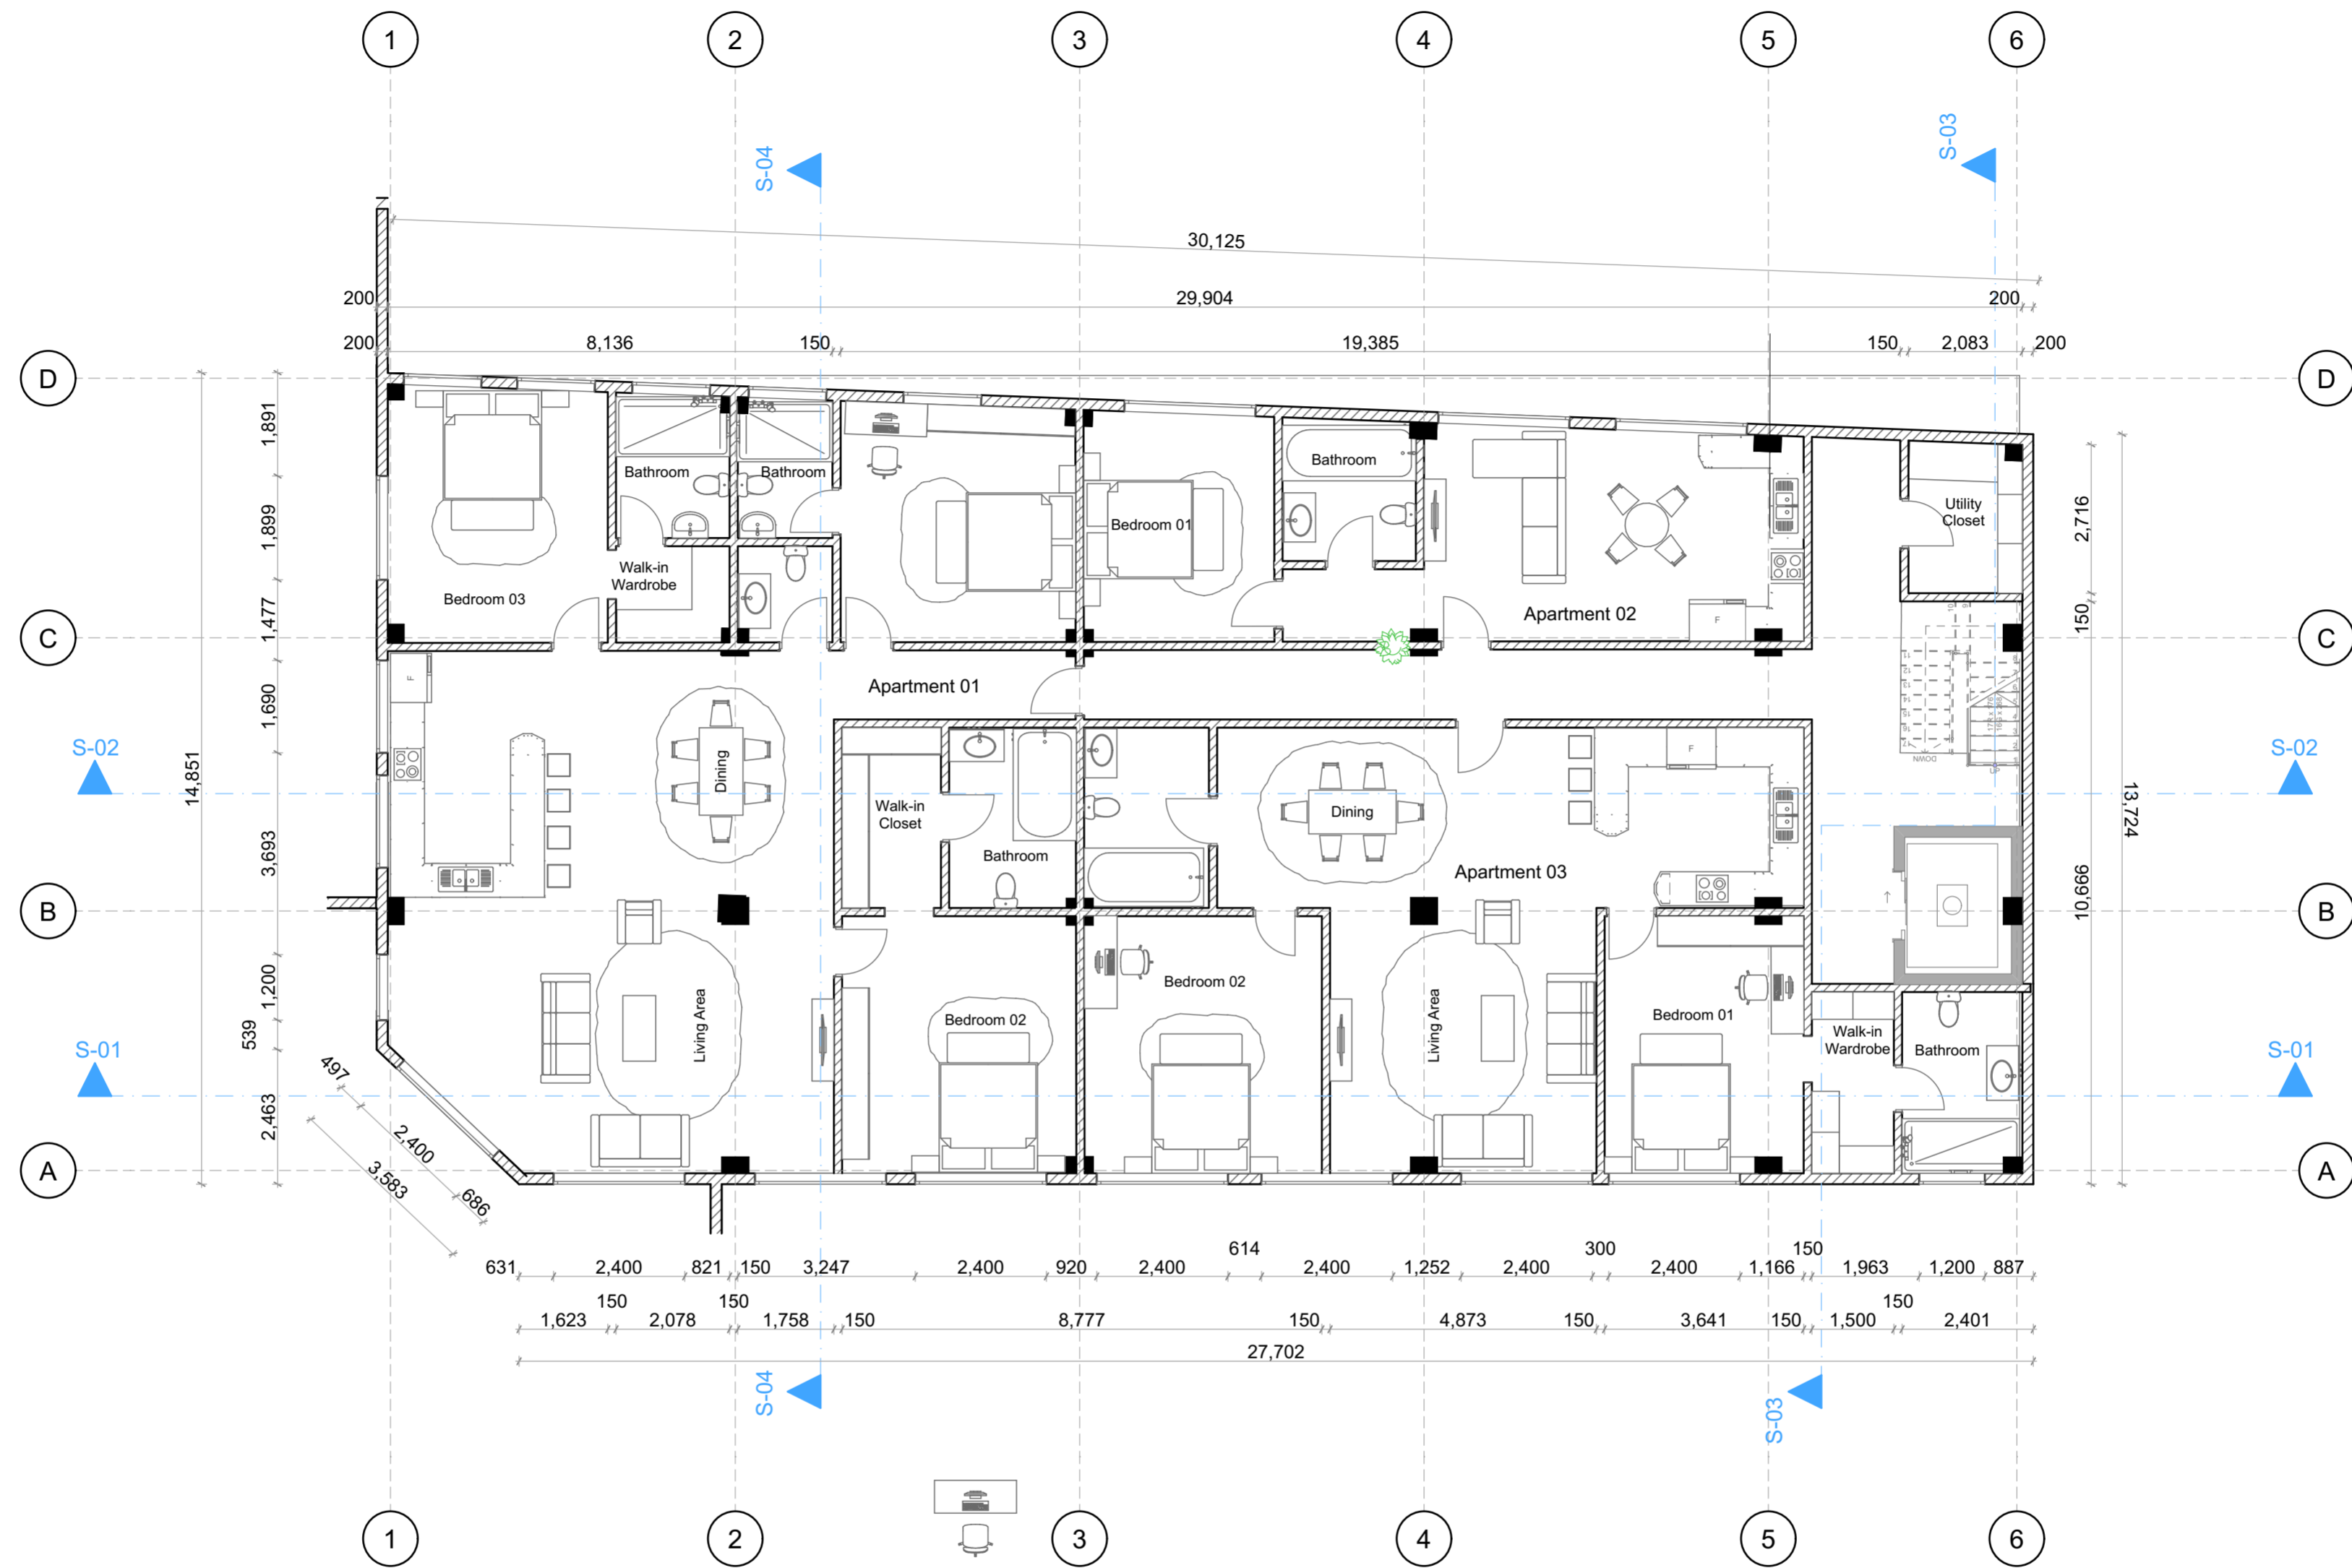 1 2 3 4 5 6
S-04 S-03
30,125
200 29,904 200
200 8,136 150 19,385 150 2,083 200
D D
1,891
Bathroom Bathroom Bathroom
Bedroom 01
Utility
Closet
1,899
2,716
Walk-in
Wardrobe
Bedroom 03
Apartment 02
1,477
150
F
C C
F
Apartment 01
1,690
DOWN
S-02 S-02
14,851
Dining
13,724
Walk-in
Closet
Dining
F
3,693
Bathroom
Apartment 03
10,666
B B
1,200
539
Bedroom 02
Living Area
Bedroom 02
Living Area
Bedroom 01
Walk-in
Wardrobe
Bathroom
S-01 S-01
497
2,463
2,400
3,583
686
A A
614 300 150
631 2,400 821 150 3,247 2,400 920 2,400 2,400 1,252 2,400 2,400 1,166 1,963 1,200 887
150 150 150
1,623 2,078 1,758 150 8,777 150 4,873 150 3,641 150 1,500 2,401
27,702
S-04 S-03
1 2 3 4 5 6